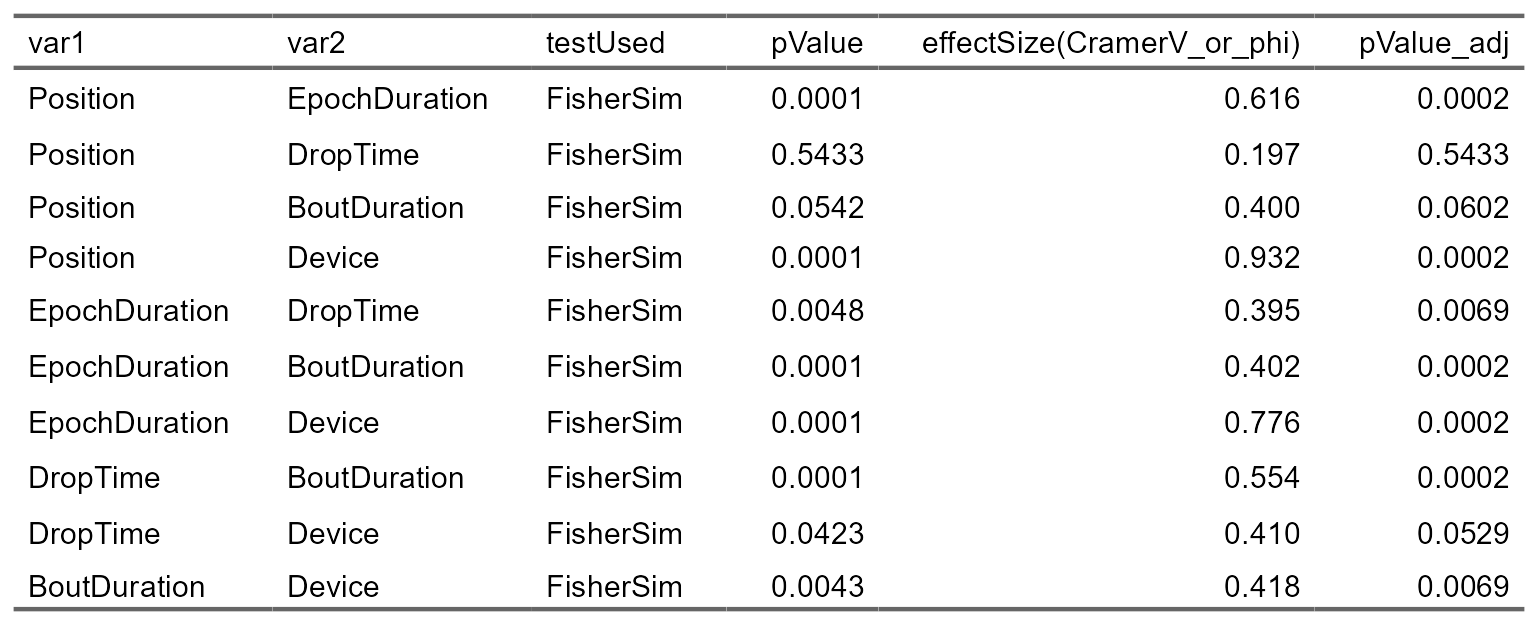 var1 var2 testUsed pValue effectSize(CramerV_or_phi) pValue_adj
Position EpochDuration FisherSim 0.0001 0.616 0.0002
Position DropTime FisherSim 0.5433 0.197 0.5433
Position BoutDuration FisherSim 0.0542 0.400 0.0602
Position Device FisherSim 0.0001 0.932 0.0002
EpochDuration DropTime FisherSim 0.0048 0.395 0.0069
EpochDuration BoutDuration FisherSim 0.0001 0.402 0.0002
EpochDuration Device FisherSim 0.0001 0.776 0.0002
DropTime BoutDuration FisherSim 0.0001 0.554 0.0002
DropTime Device FisherSim 0.0423 0.410 0.0529
BoutDuration Device FisherSim 0.0043 0.418 0.0069